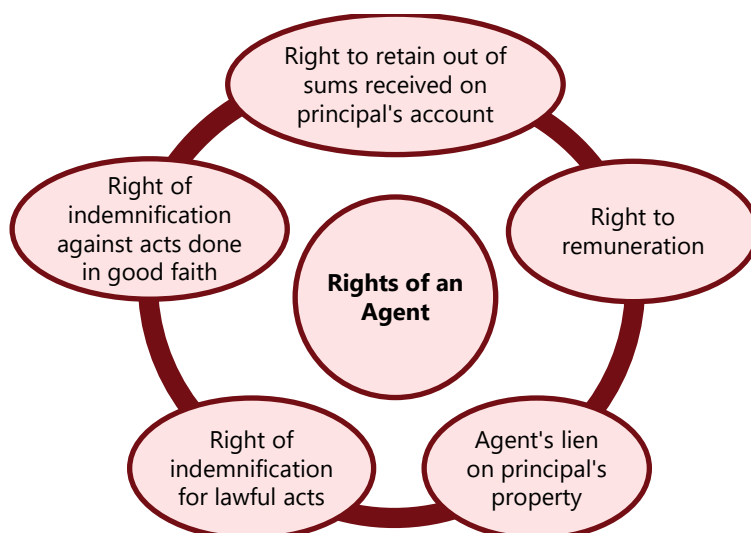 Right to retain out of
sums received on
principal's account
Right to
remuneration
Agent's lien
on principal's
property
Right of
indemnification
for lawful acts
Right of
indemnification
against acts done
in good faith
Rights of an
Agent